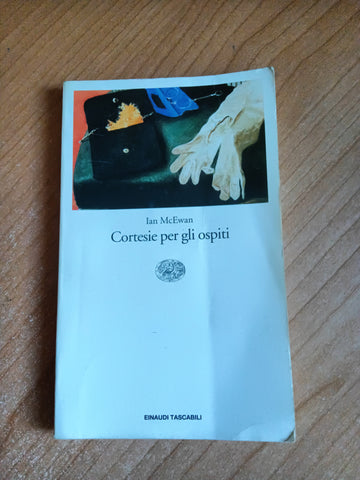 Ian McEwan
Cortesie per gli ospiti
EINAUDI TASCABILI